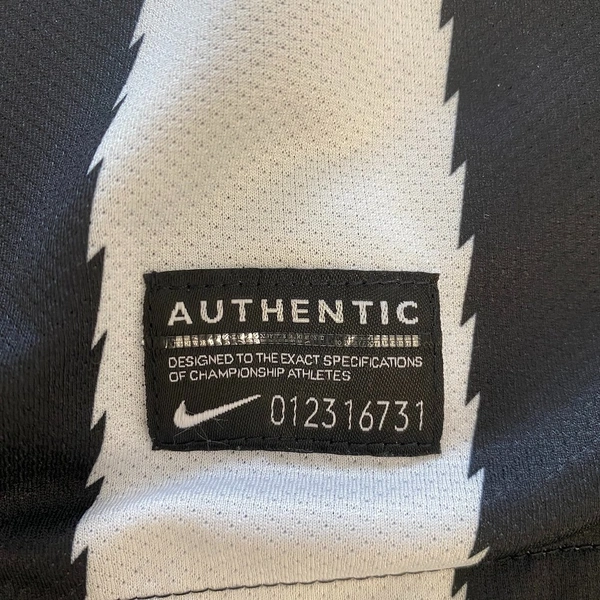 AUTHENTIC
DESIGNED TO THE EXACT SPECIFICATIONS
OF CHAMPIONSHIP ATHLETES
012316731